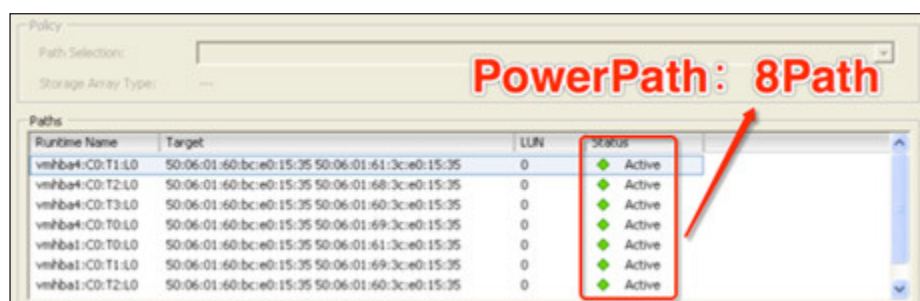 Policy
Path Selection:
Storage Array Type: ---
PowerPath：8Path
Paths
Runtime Name Target LUN Status
vmhba4:C0:T1:L0 50:06:01:60:bc:e0:15:35 50:06:01:61:3c:e0:15:35 0 Active
vmhba4:C0:T2:L0 50:06:01:60:bc:e0:15:35 50:06:01:68:3c:e0:15:35 0 Active
vmhba4:C0:T3:L0 50:06:01:60:bc:e0:15:35 50:06:01:60:3c:e0:15:35 0 Active
vmhba4:C0:T0:L0 50:06:01:60:bc:e0:15:35 50:06:01:69:3c:e0:15:35 0 Active
vmhba1:C0:T0:L0 50:06:01:60:bc:e0:15:35 50:06:01:61:3c:e0:15:35 0 Active
vmhba1:C0:T1:L0 50:06:01:60:bc:e0:15:35 50:06:01:69:3c:e0:15:35 0 Active
vmhba1:C0:T2:L0 50:06:01:60:bc:e0:15:35 50:06:01:60:3c:e0:15:35 0 Active